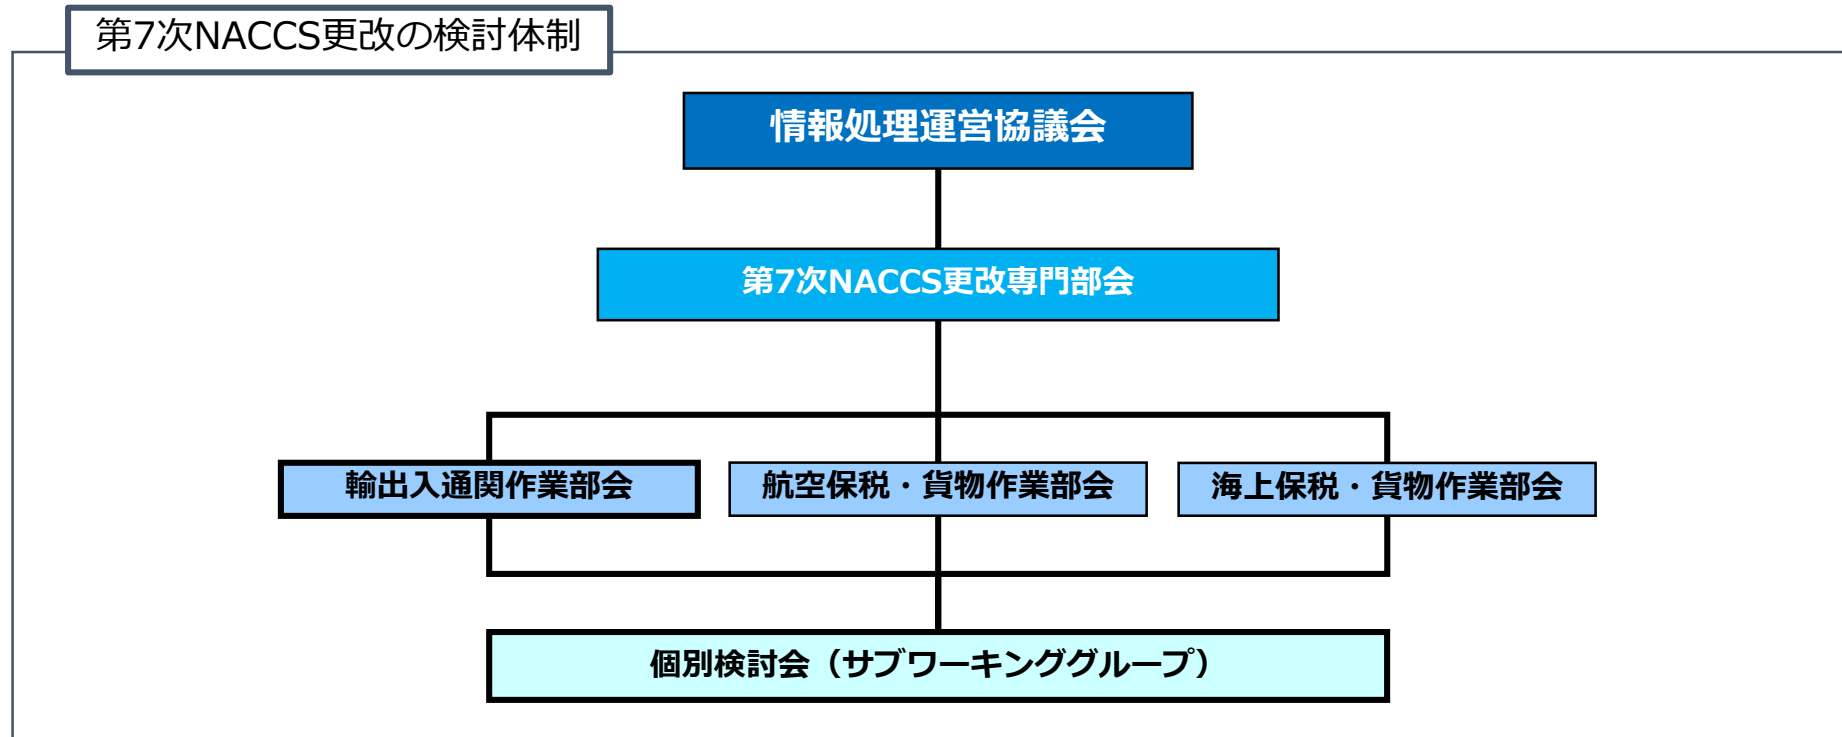 第7次NACCS更改の検討体制
情報処理運営協議会
第7次NACCS更改専門部会
輸出入通関作業部会
航空保税・貨物作業部会
海上保税・貨物作業部会
個別検討会（サブワーキンググループ）